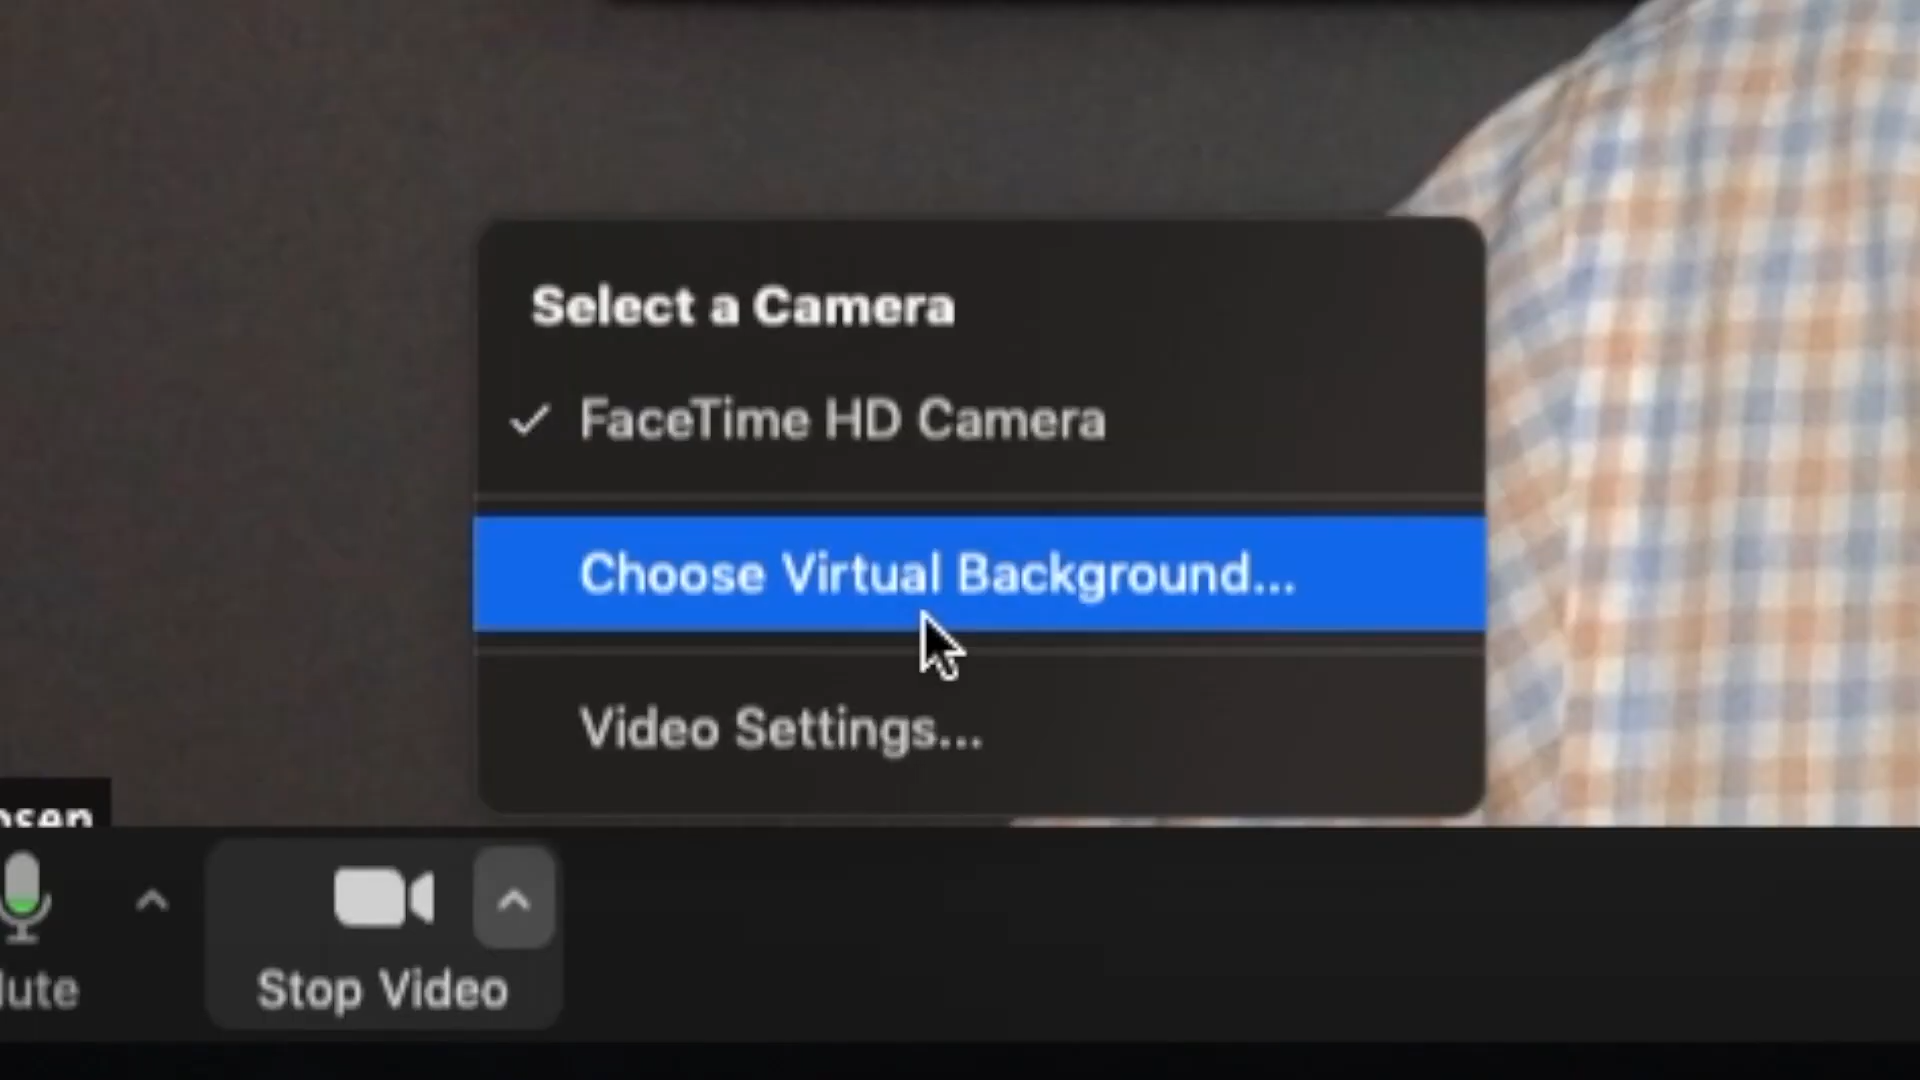 Select a Camera
✓ FaceTime HD Camera
Choose Virtual Background...
Video Settings...
Stop Video